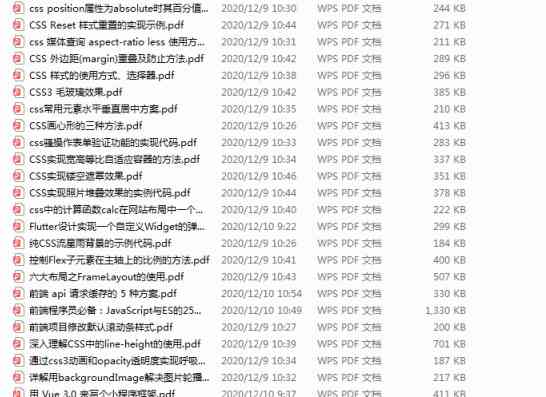 css position属性为absolute时其百分值... 2020/12/9 10:30 WPS PDF 文档 244 KB
CSS Reset 样式重置的实现示例.pdf 2020/12/9 10:44 WPS PDF 文档 271 KB
css 媒体查询 aspect-ratio less 使用方... 2020/12/9 10:31 WPS PDF 文档 211 KB
CSS 外边距(margin)重叠及防止方法.pdf 2020/12/9 10:42 WPS PDF 文档 289 KB
CSS 样式的使用方式、选择器.pdf 2020/12/9 10:38 WPS PDF 文档 296 KB
CSS3 毛玻璃效果.pdf 2020/12/9 10:42 WPS PDF 文档 385 KB
css常用元素水平垂直居中方案.pdf 2020/12/9 10:35 WPS PDF 文档 210 KB
CSS画心形的三种方法.pdf 2020/12/9 10:26 WPS PDF 文档 413 KB
css骚操作表单验证功能的实现代码.pdf 2020/12/9 10:33 WPS PDF 文档 283 KB
CSS实现宽高等比自适应容器的方法.pdf 2020/12/9 10:34 WPS PDF 文档 337 KB
CSS实现镂空遮罩效果.pdf 2020/12/9 10:46 WPS PDF 文档 351 KB
CSS实现照片堆叠效果的实例代码.pdf 2020/12/9 10:44 WPS PDF 文档 378 KB
css中的计算函数calc在网站布局中一个... 2020/12/9 10:40 WPS PDF 文档 222 KB
Flutter设计实现一个自定义Widget的弹... 2020/12/10 9:22 WPS PDF 文档 299 KB
纯CSS流星雨背景的示例代码.pdf 2020/12/9 10:26 WPS PDF 文档 184 KB
控制Flex子元素在主轴上的比例的方法.pdf 2020/12/9 10:41 WPS PDF 文档 400 KB
六大布局之FrameLayout的使用.pdf 2020/12/9 10:43 WPS PDF 文档 507 KB
前端 api 请求缓存的 5 种方案.pdf 2020/12/10 10:54 WPS PDF 文档 330 KB
前端程序员必备：JavaScript与ES的25... 2020/12/10 10:49 WPS PDF 文档 1,330 KB
前端项目修改默认滚动条样式.pdf 2020/12/9 10:27 WPS PDF 文档 200 KB
深入理解CSS中的line-height的使用.pdf 2020/12/9 10:39 WPS PDF 文档 701 KB
通过css3动画和opacity透明度实现呼吸... 2020/12/9 10:34 WPS PDF 文档 187 KB
详解用backgroundImage解决图片轮播... 2020/12/9 10:32 WPS PDF 文档 217 KB
用 Vue 3.0 来写个小程序框架.pdf 2020/12/10 9:37 WPS PDF 文档 411 KB